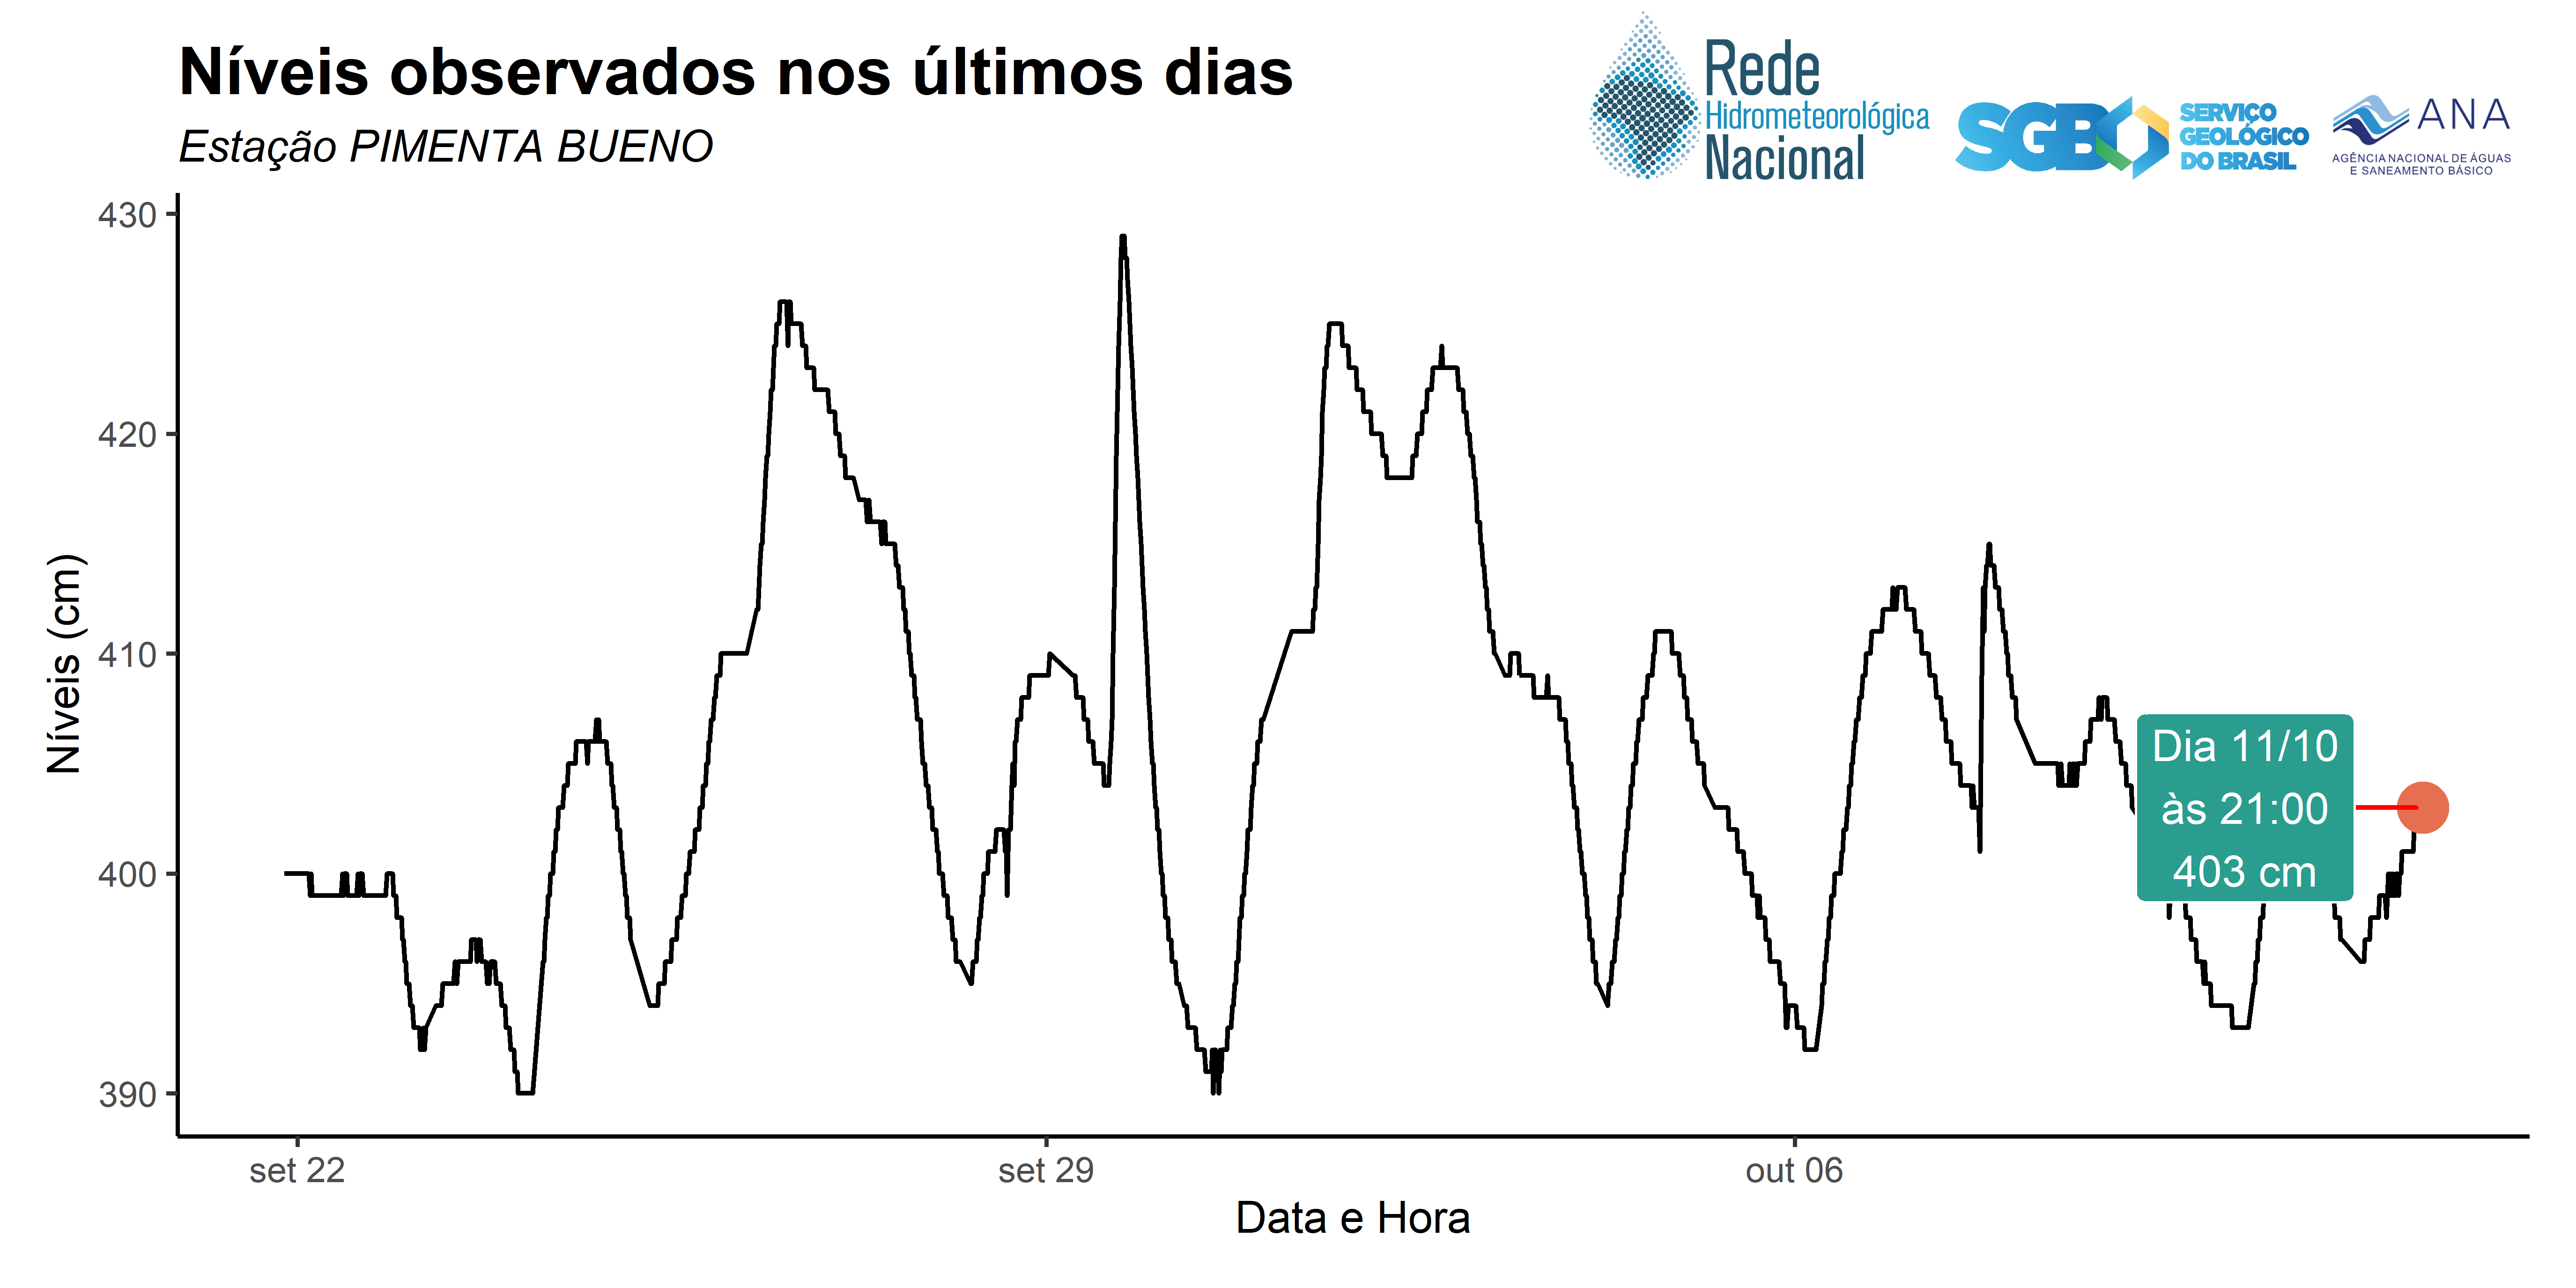 Níveis observados nos últimos dias
Estação PIMENTA BUENO
Rede
Hidrometeorológica
Nacional
SGB
SERVIÇO
GEOLÓGICO
DO BRASIL
ANA
AGÊNCIA NACIONAL DE ÁGUAS
E SANEAMENTO BÁSICO
Níveis (cm)
430
420
410
400
390
Dia 11/10
às 21:00
403 cm
set 22
set 29
out 06
Data e Hora